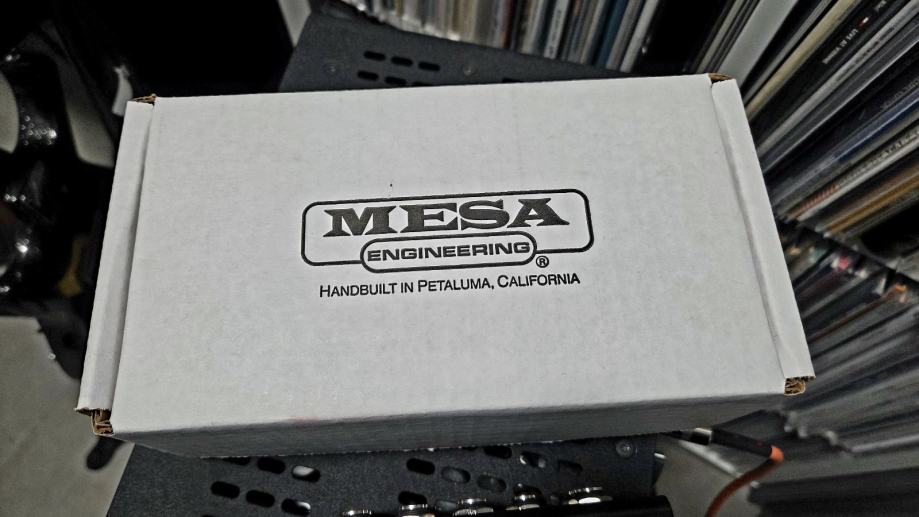 MESA
ENGINEERING®
HANDBUILT IN PETALUMA, CALIFORNIA